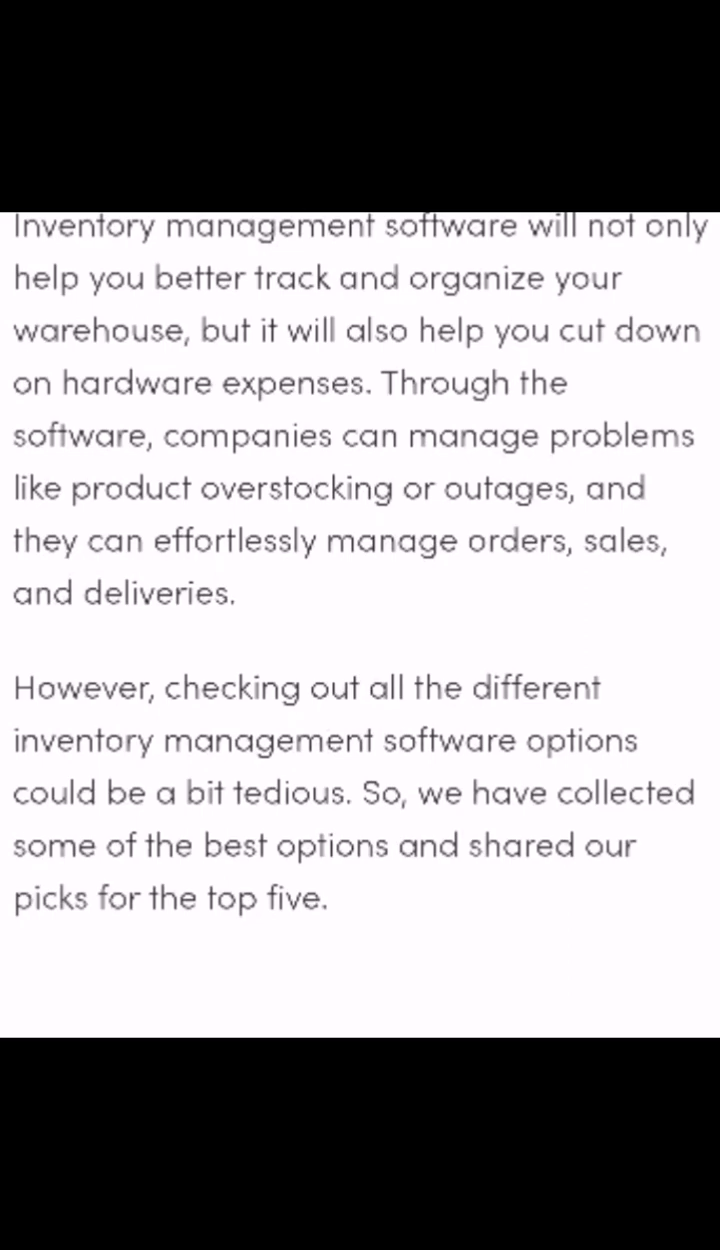 Inventory management software will not only
help you better track and organize your
warehouse, but it will also help you cut down
on hardware expenses. Through the
software, companies can manage problems
like product overstocking or outages, and
they can effortlessly manage orders, sales,
and deliveries.
However, checking out all the different
inventory management software options
could be a bit tedious. So, we have collected
some of the best options and shared our
picks for the top five.